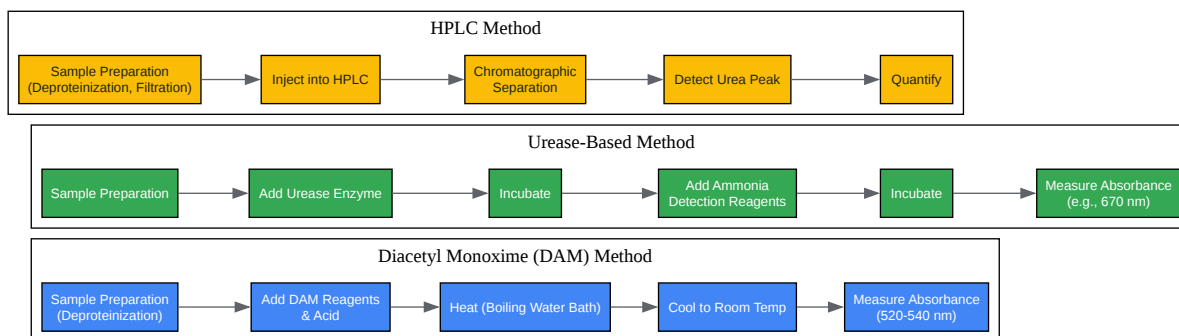 HPLC Method
Sample Preparation
(Deproteinization, Filtration)
Inject into HPLC
Chromatographic
Separation
Detect Urea Peak
Quantify
Urease-Based Method
Sample Preparation
Add Urease Enzyme
Incubate
Add Ammonia
Detection Reagents
Incubate
Measure Absorbance
(e.g., 670 nm)
Diacetyl Monoxime (DAM) Method
Sample Preparation
(Deproteinization)
Add DAM Reagents
& Acid
Heat (Boiling Water Bath)
Cool to Room Temp
Measure Absorbance
(520-540 nm)